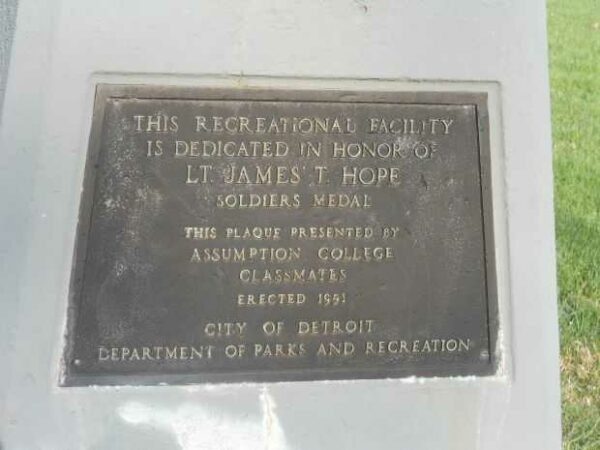 THIS RECREATIONAL FACILITY
IS DEDICATED IN HONOR OF
LT. JAMES T. HOPE
SOLDIERS MEDAL
THIS PLAQUE PRESENTED BY
ASSUMPTION COLLEGE
CLASSMATES
ERECTED 1951
CITY OF DETROIT
DEPARTMENT OF PARKS AND RECREATION